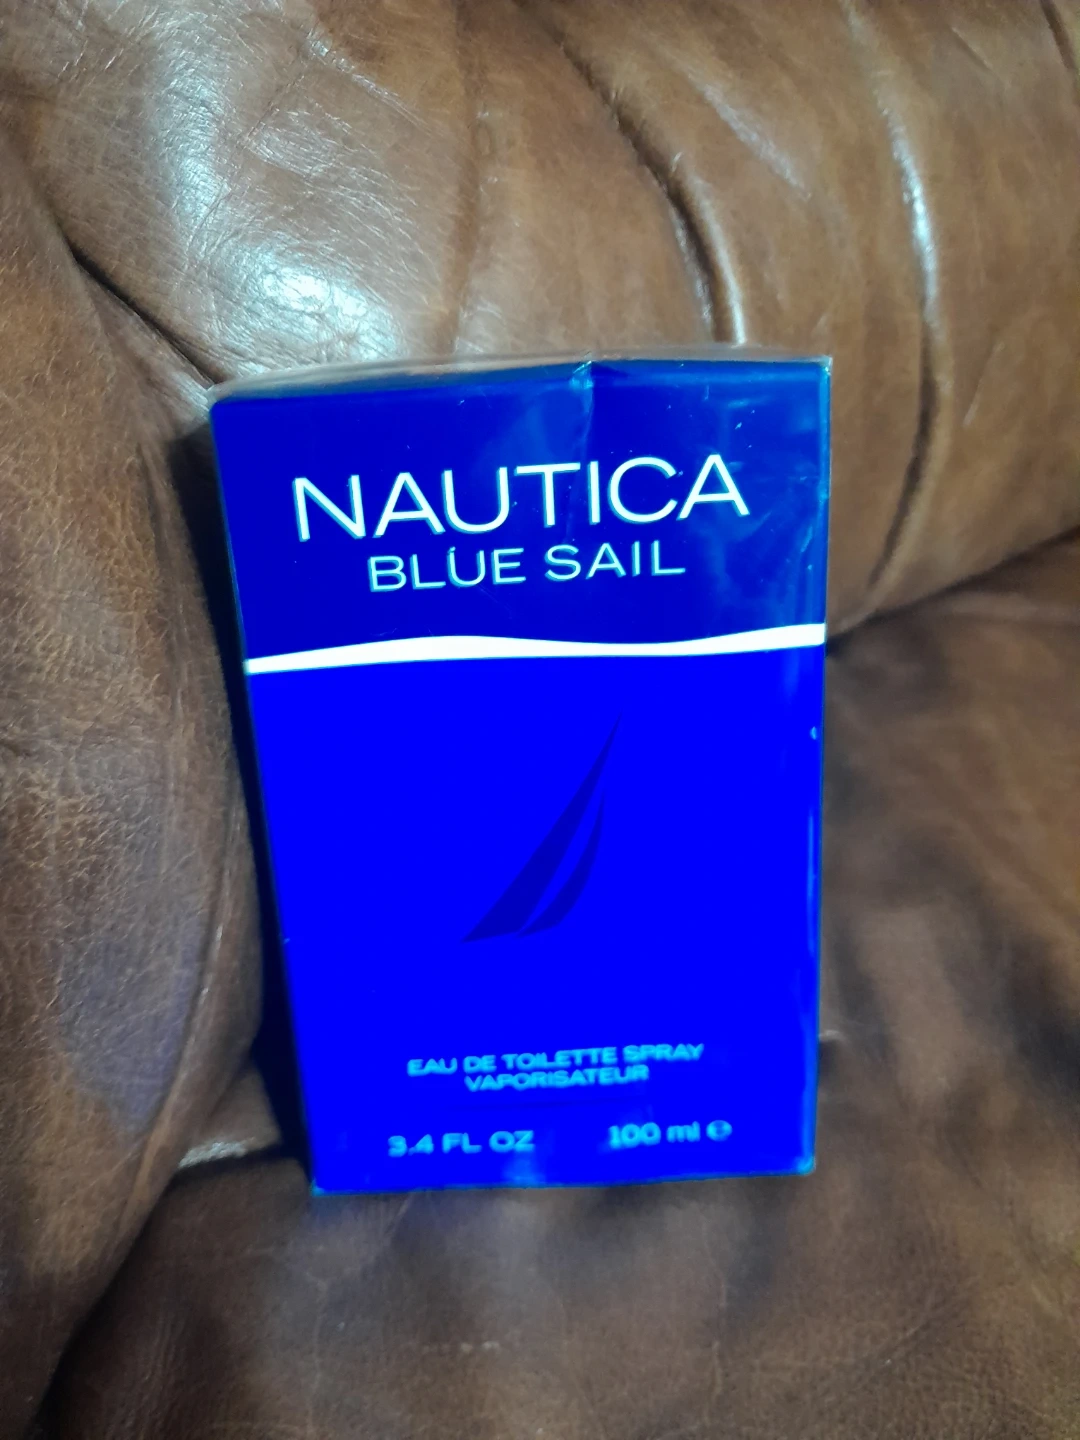 NAUTICA
BLUE SAIL
EAU DE TOILETTE SPRAY
VAPORISATEUR
3.4 FL OZ 100 ml ℮